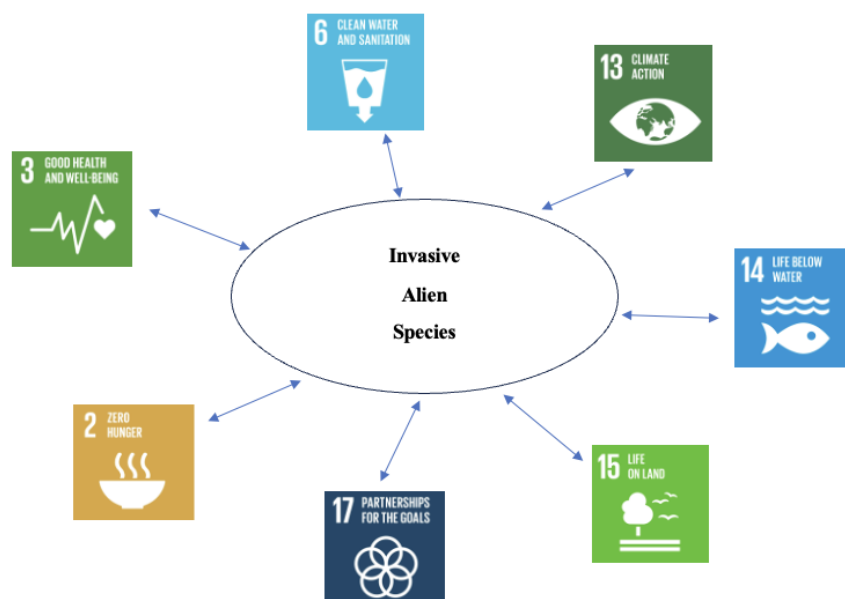 6 CLEAN WATER
AND SANITATION
13 CLIMATE
ACTION
3 GOOD HEALTH
AND WELL-BEING
Invasive
Alien
Species
14 LIFE BELOW
WATER
2 ZERO
HUNGER
15 LIFE
ON LAND
17 PARTNERSHIPS
FOR THE GOALS